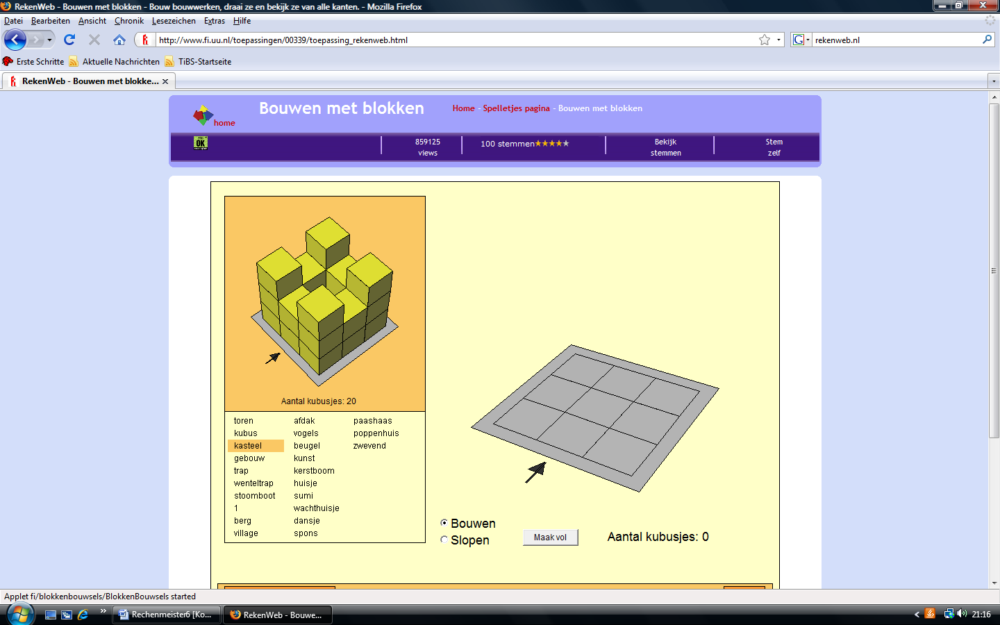 RekenWeb - Bouwen met blokken - Bouw bouwwerken, draai ze en bekijk ze van alle kanten. - Mozilla Firefox
Datei Bearbeiten Ansicht Chronik Lesezeichen Extras Hilfe
http://www.fi.uu.nl/toepassingen/00339/toepassing_rekenweb.html
rekenweb.nl
Erste Schritte Aktuelle Nachrichten TiBS-Startseite
RekenWeb - Bouwen met blokke...
Bouwen met blokken
Home - Spelletjes pagina - Bouwen met blokken
home
OK
859125 views
100 stemmen
Bekijk stemmen
Stem zelf
Aantal kubusjes: 20
toren afdak paashaas
kubus vogels poppenhuis
kasteel beugel zwevend
gebouw kunst
trap kerstboom
wenteltrap huisje
stoomboot sumi
1 wachthuisje
berg dansje
village spons
Bouwen
Slopen
Maak vol
Aantal kubusjes: 0
Applet fi/blokkenbouwsels/BlokkenBouwsels started
Rechenmeister6 [Ko...
RekenWeb - Bouwe...
21:16